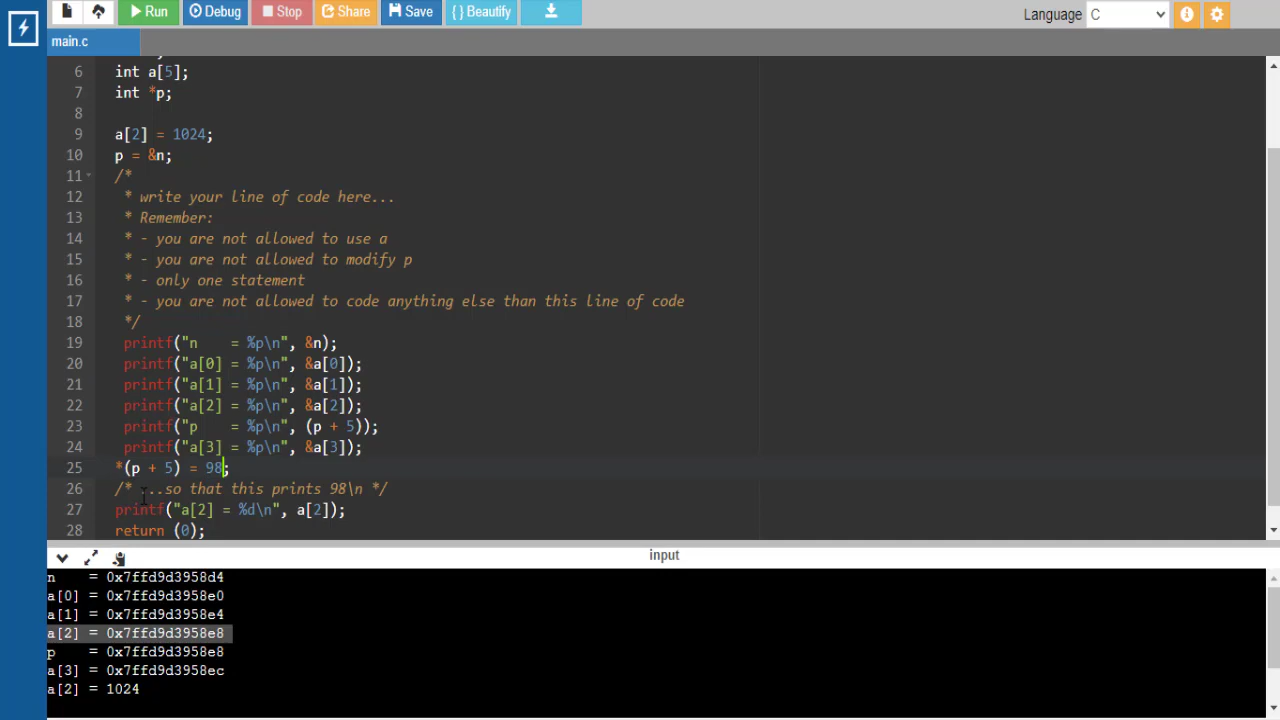 Run Debug Stop Share Save { } Beautify Language C
main.c
6 int a[5];
7 int *p;
8
9 a[2] = 1024;
10 p = &n;
11 /*
12 * write your line of code here...
13 * Remember:
14 * - you are not allowed to use a
15 * - you are not allowed to modify p
16 * - only one statement
17 * - you are not allowed to code anything else than this line of code
18 */
19 printf("n    = %p\n", &n);
20 printf("a[0] = %p\n", &a[0]);
21 printf("a[1] = %p\n", &a[1]);
22 printf("a[2] = %p\n", &a[2]);
23 printf("p    = %p\n", (p + 5));
24 printf("a[3] = %p\n", &a[3]);
25 *(p + 5) = 98;
26 /* ...so that this prints 98\n */
27 printf("a[2] = %d\n", a[2]);
28 return (0);
input
n    = 0x7ffd9d3958d4
a[0] = 0x7ffd9d3958e0
a[1] = 0x7ffd9d3958e4
a[2] = 0x7ffd9d3958e8
p    = 0x7ffd9d3958e8
a[3] = 0x7ffd9d3958ec
a[2] = 1024